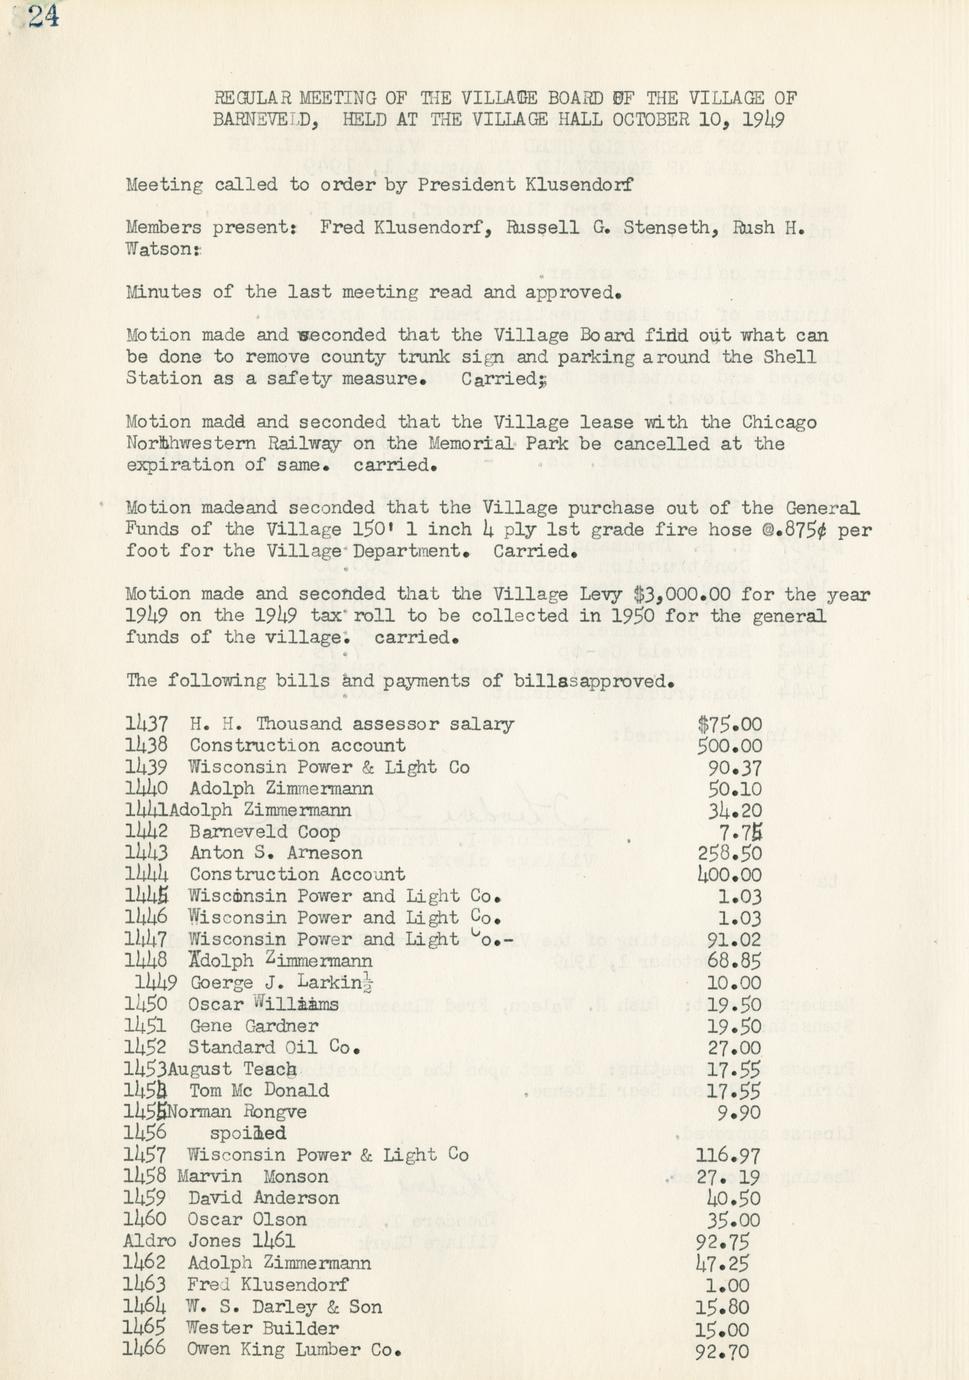 24
REGULAR MEETING OF THE VILLAGE BOARD OF THE VILLAGE OF
BARNEVELD, HELD AT THE VILLAGE HALL OCTOBER 10, 1949
Meeting called to order by President Klusendorf
Members present: Fred Klusendorf, Russell G. Stenseth, Rush H.
Watson:
Minutes of the last meeting read and approved.
Motion made and seconded that the Village Board find out what can
be done to remove county trunk sign and parking around the Shell
Station as a safety measure. Carried;
Motion madd and seconded that the Village lease with the Chicago
Northwestern Railway on the Memorial Park be cancelled at the
expiration of same. carried.
Motion madeand seconded that the Village purchase out of the General
Funds of the Village 150' 1 inch 4 ply 1st grade fire hose @.875¢ per
foot for the Village Department. Carried.
Motion made and seconded that the Village Levy $3,000.00 for the year
1949 on the 1949 tax roll to be collected in 1950 for the general
funds of the village. carried.
The following bills and payments of billasapproved.
1437 H. H. Thousand assessor salary $75.00
1438 Construction account 500.00
1439 Wisconsin Power & Light Co 90.37
1440 Adolph Zimmermann 50.10
1441Adolph Zimmermann 34.20
1442 Barneveld Coop 7.75
1443 Anton S. Arneson 258.50
1444 Construction Account 400.00
1445 Wisconsin Power and Light Co. 1.03
1446 Wisconsin Power and Light Co. 1.03
1447 Wisconsin Power and Light Co.- 91.02
1448 Adolph Zimmermann 68.85
1449 Goerge J. Larkin½ 10.00
1450 Oscar Williams 19.50
1451 Gene Gardner 19.50
1452 Standard Oil Co. 27.00
1453August Teach 17.55
1454 Tom Mc Donald 17.55
1455Norman Rongve 9.90
1456 spoiled
1457 Wisconsin Power & Light Co 116.97
1458 Marvin Monson 27. 19
1459 David Anderson 40.50
1460 Oscar Olson 35.00
Aldro Jones 1461 92.75
1462 Adolph Zimmermann 47.25
1463 Fred Klusendorf 1.00
1464 W. S. Darley & Son 15.80
1465 Wester Builder 15.00
1466 Owen King Lumber Co. 92.70